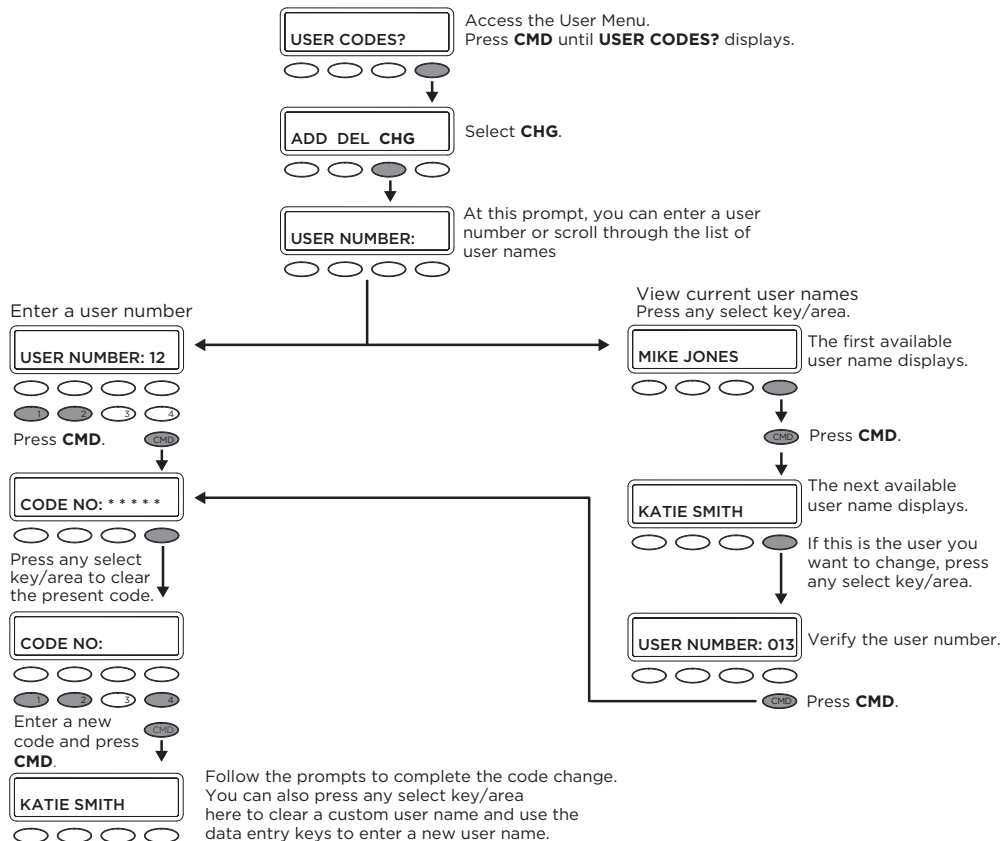 USER CODES?
Access the User Menu.
Press CMD until USER CODES? displays.
ADD DEL CHG
Select CHG.
USER NUMBER:
At this prompt, you can enter a user
number or scroll through the list of
user names
Enter a user number
USER NUMBER: 12
1 2 3 4
Press CMD.
CMD
CODE NO: * * * * *
Press any select
key/area to clear
the present code.
CODE NO:
1 2 3 4
Enter a new
code and press
CMD.
CMD
KATIE SMITH
Follow the prompts to complete the code change.
You can also press any select key/area
here to clear a custom user name and use the
data entry keys to enter a new user name.
View current user names
Press any select key/area.
MIKE JONES
The first available
user name displays.
CMD
Press CMD.
KATIE SMITH
The next available
user name displays.
If this is the user you
want to change, press
any select key/area.
USER NUMBER: 013
Verify the user number.
CMD
Press CMD.